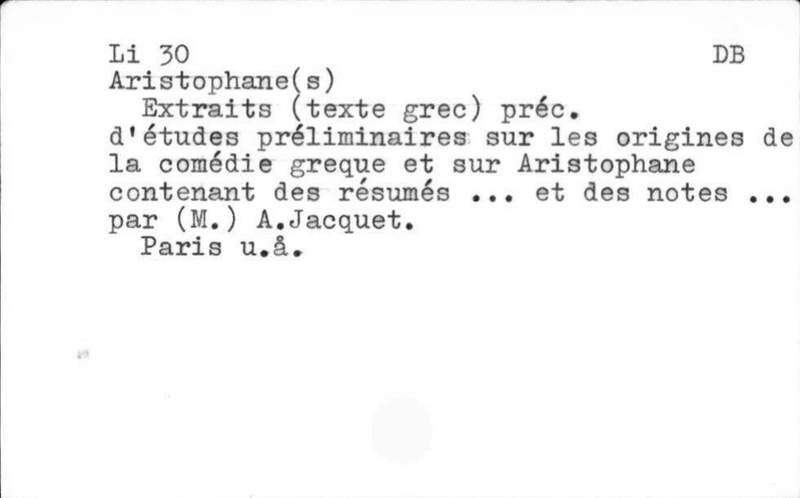 Li 30 DB
Aristophane(s)
Extraits (texte grec) préc.
d'études préliminaires sur les origines de
la comédie greque et sur Aristophane
contenant des résumés ... et des notes ...
par (M.) A.Jacquet.
Paris u.å.